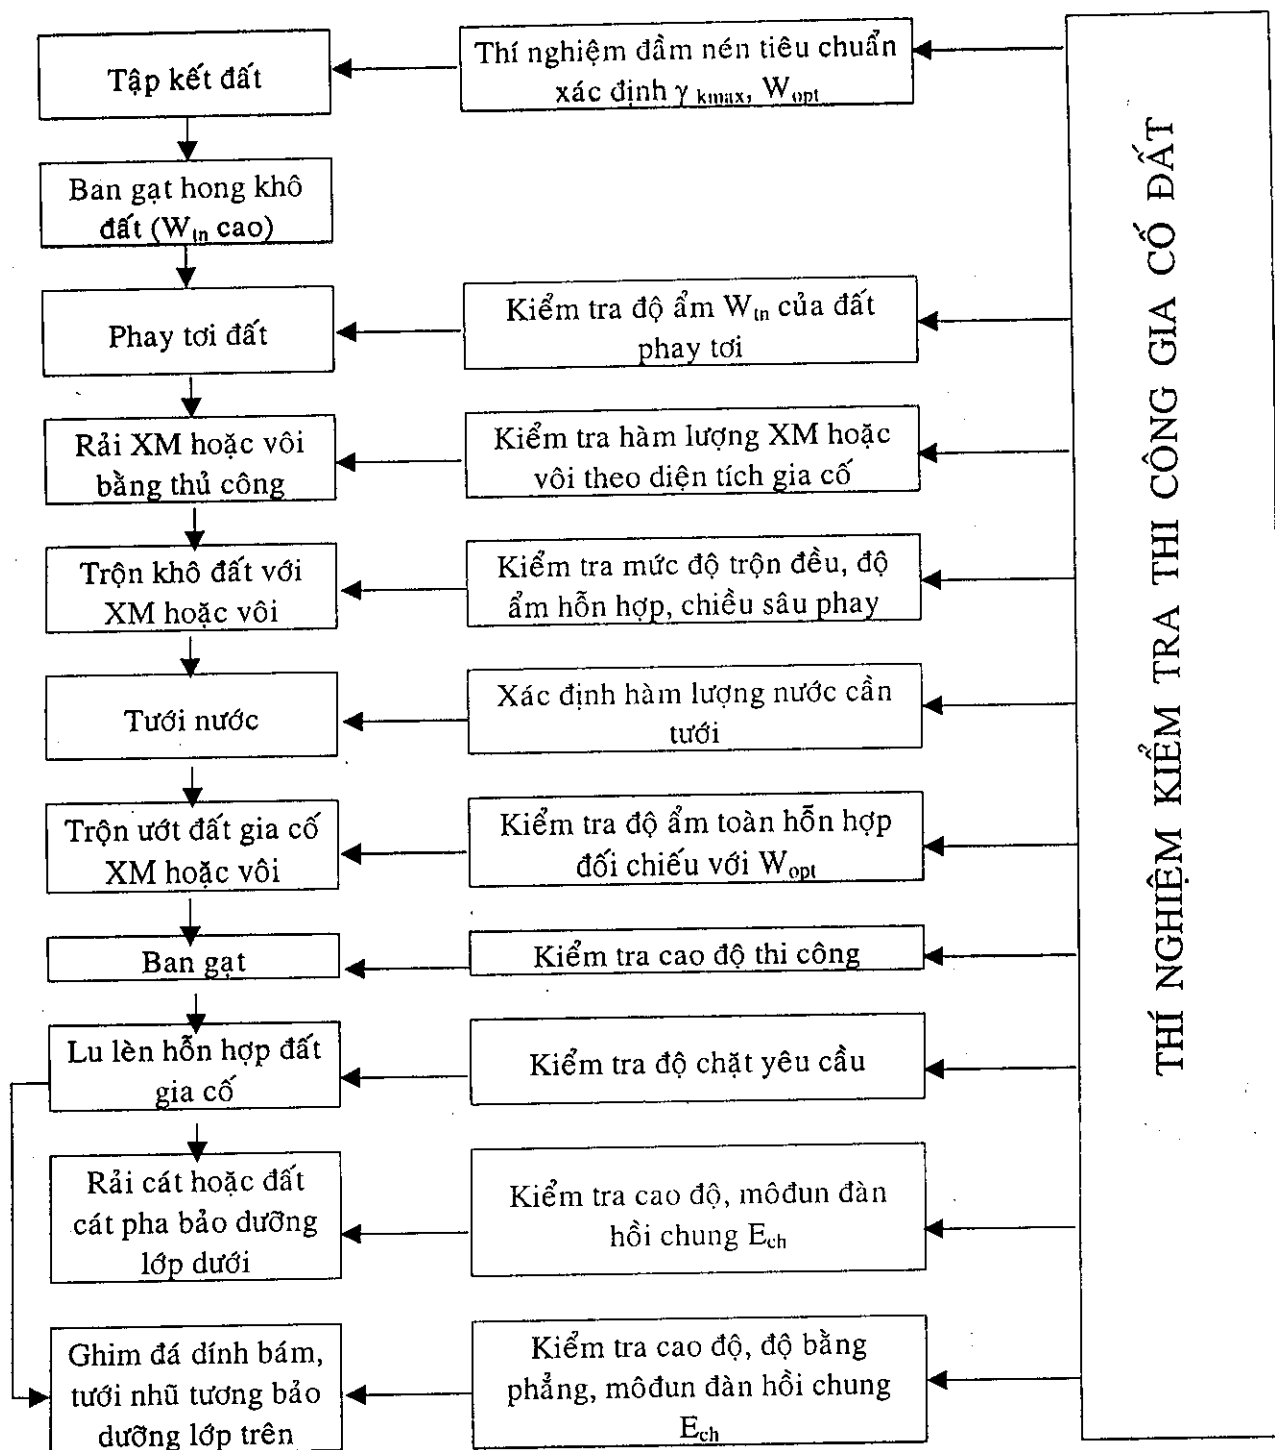 Tập kết đất
Thí nghiệm đầm nén tiêu chuẩn
xác định γ kmax, Wopt
Ban gạt hong khô
đất (Wtn cao)
Phay tơi đất
Kiểm tra độ ẩm Wtn của đất
phay tơi
Rải XM hoặc vôi
bằng thủ công
Kiểm tra hàm lượng XM hoặc
vôi theo diện tích gia cố
Trộn khô đất với
XM hoặc vôi
Kiểm tra mức độ trộn đều, độ
ẩm hỗn hợp, chiều sâu phay
Tưới nước
Xác định hàm lượng nước cần
tưới
Trộn ướt đất gia cố
XM hoặc vôi
Kiểm tra độ ẩm toàn hỗn hợp
đối chiếu với Wopt
Ban gạt
Kiểm tra cao độ thi công
Lu lèn hỗn hợp đất
gia cố
Kiểm tra độ chặt yêu cầu
Rải cát hoặc đất
cát pha bảo dưỡng
lớp dưới
Kiểm tra cao độ, môđun đàn
hồi chung Ech
Ghim đá dính bám,
tưới nhũ tương bảo
dưỡng lớp trên
Kiểm tra cao độ, độ bằng
phẳng, môđun đàn hồi chung
Ech
THÍ NGHIỆM KIỂM TRA THI CÔNG GIA CỐ ĐẤT